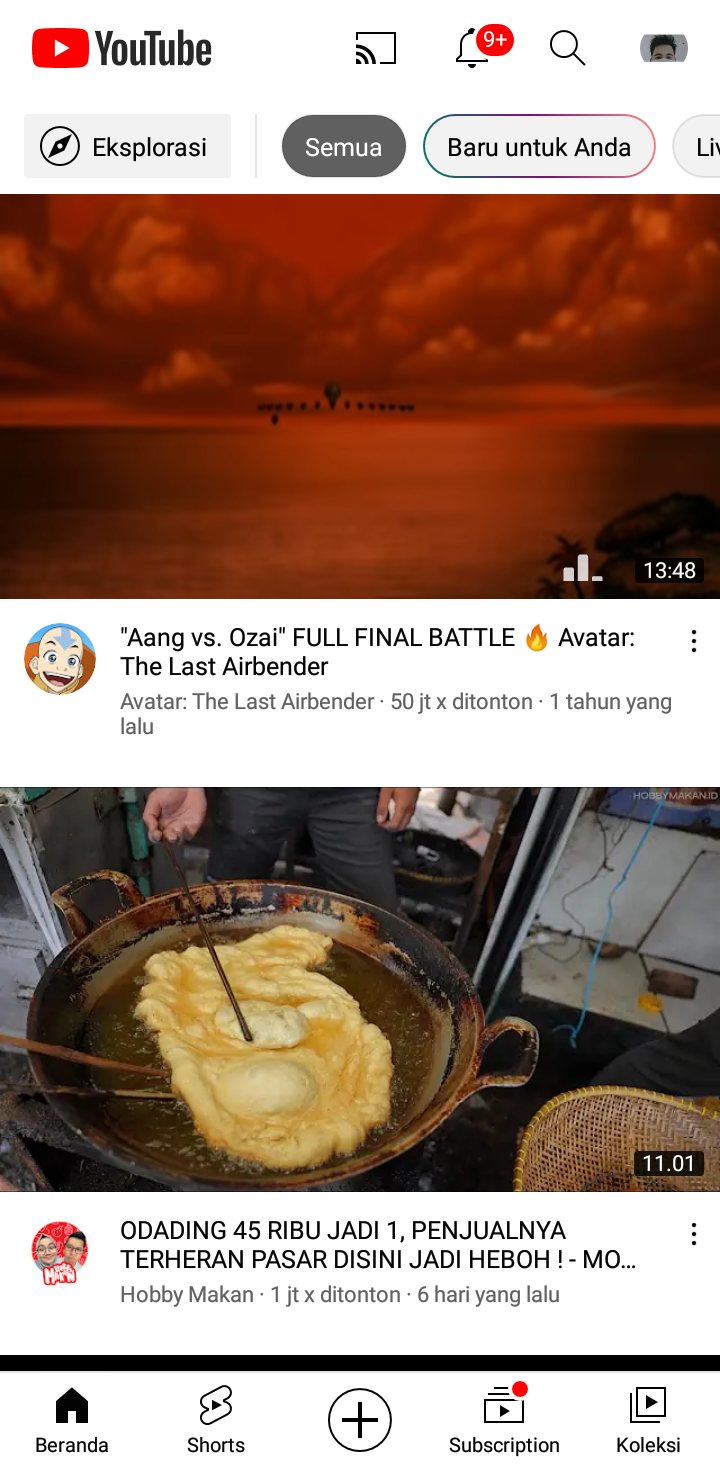 YouTube
9+
Eksplorasi
Semua
Baru untuk Anda
13:48
"Aang vs. Ozai" FULL FINAL BATTLE 🔥 Avatar:
The Last Airbender
Avatar: The Last Airbender · 50 jt x ditonton · 1 tahun yang
lalu
HOBBYMAKAN.ID
11.01
ODADING 45 RIBU JADI 1, PENJUALNYA
TERHERAN PASAR DISINI JADI HEBOH ! - MO...
Hobby Makan · 1 jt x ditonton · 6 hari yang lalu
Beranda
Shorts
Subscription
Koleksi